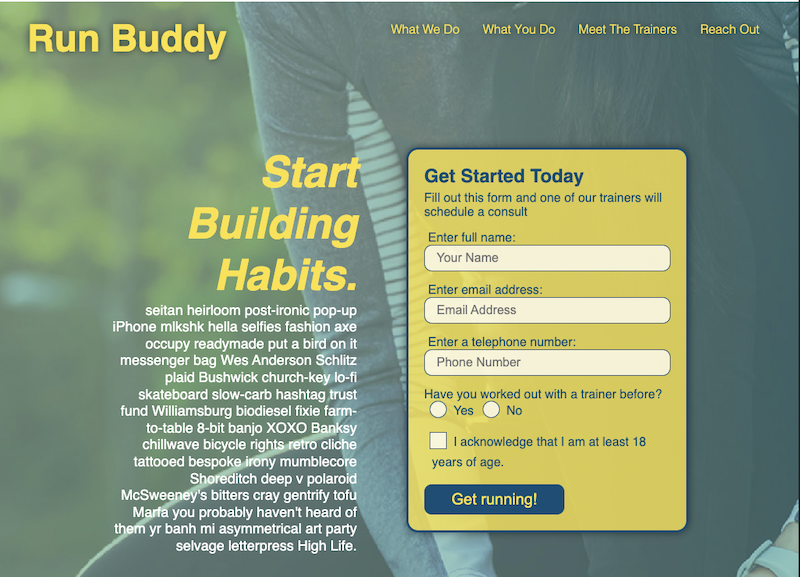 Run Buddy
What We Do
What You Do
Meet The Trainers
Reach Out
Start
Building
Habits.
seitan heirloom post-ironic pop-up
iPhone mlkshk hella selfies fashion axe
occupy readymade put a bird on it
messenger bag Wes Anderson Schlitz
plaid Bushwick church-key lo-fi
skateboard slow-carb hashtag trust
fund Williamsburg biodiesel fixie farm-
to-table 8-bit banjo XOXO Banksy
chillwave bicycle rights retro cliche
tattooed bespoke irony mumblecore
Shoreditch deep v polaroid
McSweeney's bitters cray gentrify tofu
Marfa you probably haven't heard of
them yr banh mi asymmetrical art party
selvage letterpress High Life.
Get Started Today
Fill out this form and one of our trainers will
schedule a consult
Enter full name:
Your Name
Enter email address:
Email Address
Enter a telephone number:
Phone Number
Have you worked out with a trainer before?
Yes
No
I acknowledge that I am at least 18
years of age.
Get running!